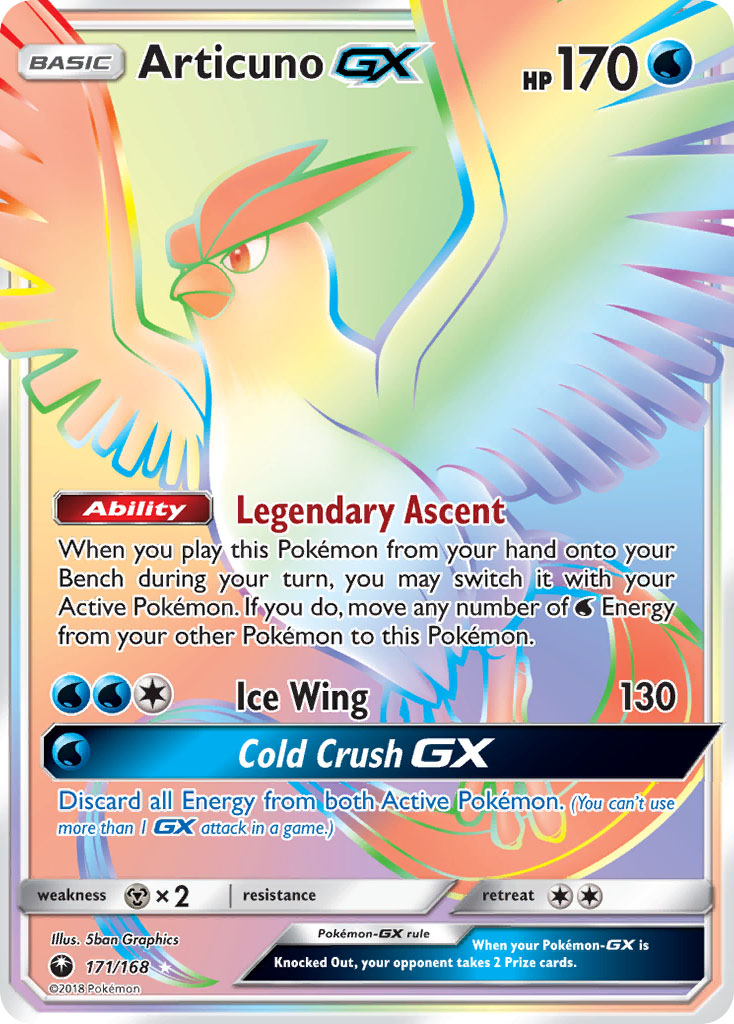 BASIC Articuno GX HP 170
Ability Legendary Ascent
When you play this Pokémon from your hand onto your
Bench during your turn, you may switch it with your
Active Pokémon. If you do, move any number of Energy
from your other Pokémon to this Pokémon.
Ice Wing 130
Cold Crush GX
Discard all Energy from both Active Pokémon. (You can't use
more than 1 GX attack in a game.)
weakness ×2 resistance retreat
Illus. 5ban Graphics
171/168
©2018 Pokémon
Pokémon-GX rule
When your Pokémon-GX is
Knocked Out, your opponent takes 2 Prize cards.